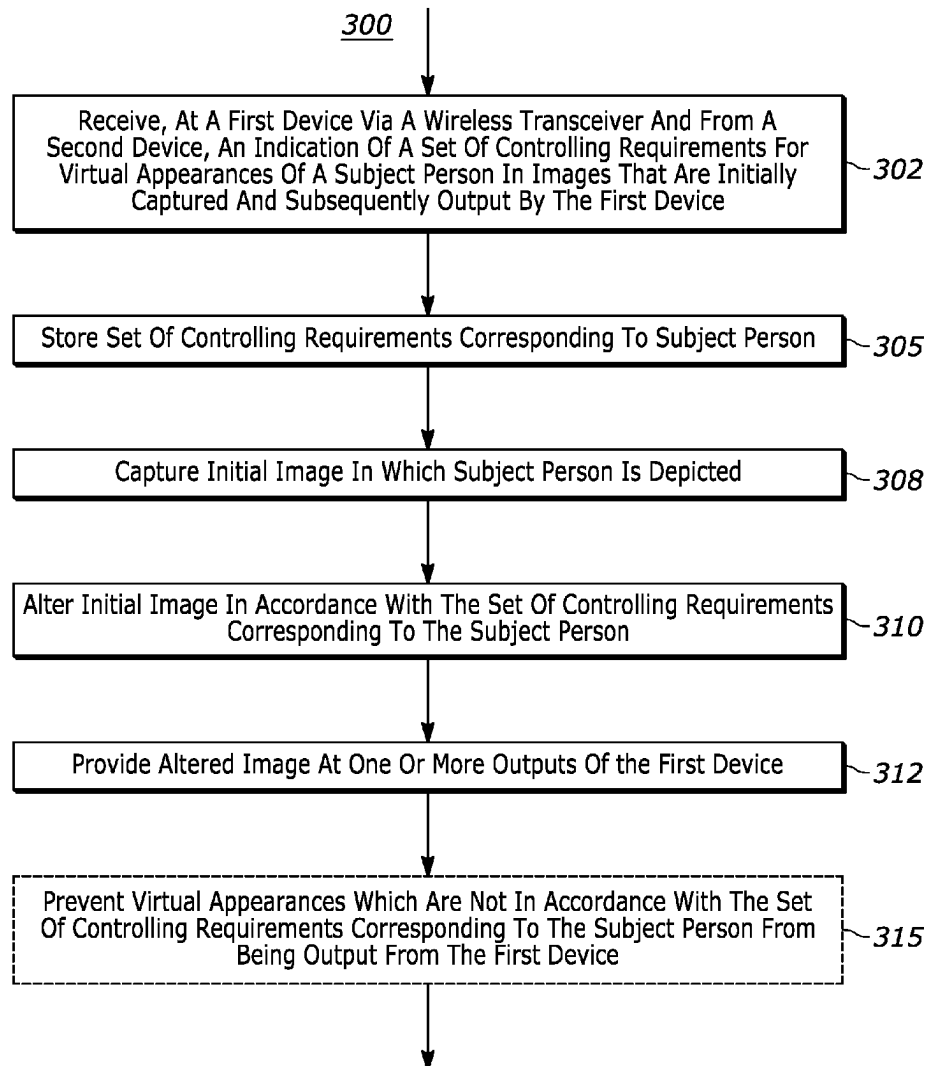 300
Receive, At A First Device Via A Wireless Transceiver And From A
Second Device, An Indication Of A Set Of Controlling Requirements For
Virtual Appearances Of A Subject Person In Images That Are Initially
Captured And Subsequently Output By The First Device
302
Store Set Of Controlling Requirements Corresponding To Subject Person
305
Capture Initial Image In Which Subject Person Is Depicted
308
Alter Initial Image In Accordance With The Set Of Controlling Requirements
Corresponding To The Subject Person
310
Provide Altered Image At One Or More Outputs Of the First Device
312
Prevent Virtual Appearances Which Are Not In Accordance With The Set
Of Controlling Requirements Corresponding To The Subject Person From
Being Output From The First Device
315